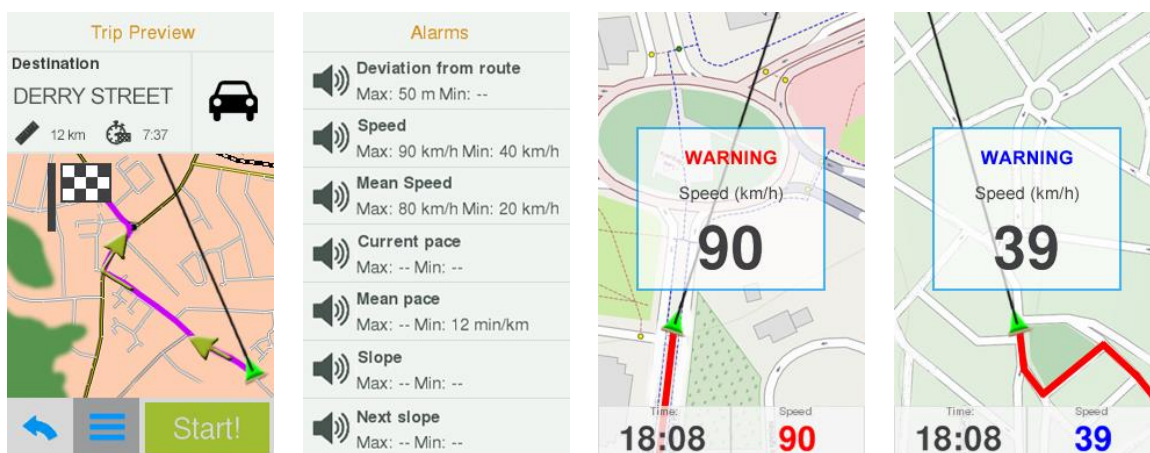 Trip Preview
Destination
DERRY STREET
12 km 7:37
Start!
Alarms
Deviation from route
Max: 50 m Min: --
Speed
Max: 90 km/h Min: 40 km/h
Mean Speed
Max: 80 km/h Min: 20 km/h
Current pace
Max: -- Min: --
Mean pace
Max: -- Min: 12 min/km
Slope
Max: -- Min: --
Next slope
Max: -- Min: --
WARNING
Speed (km/h)
90
Time: Speed
18:08 90
WARNING
Speed (km/h)
39
Time: Speed
18:08 39